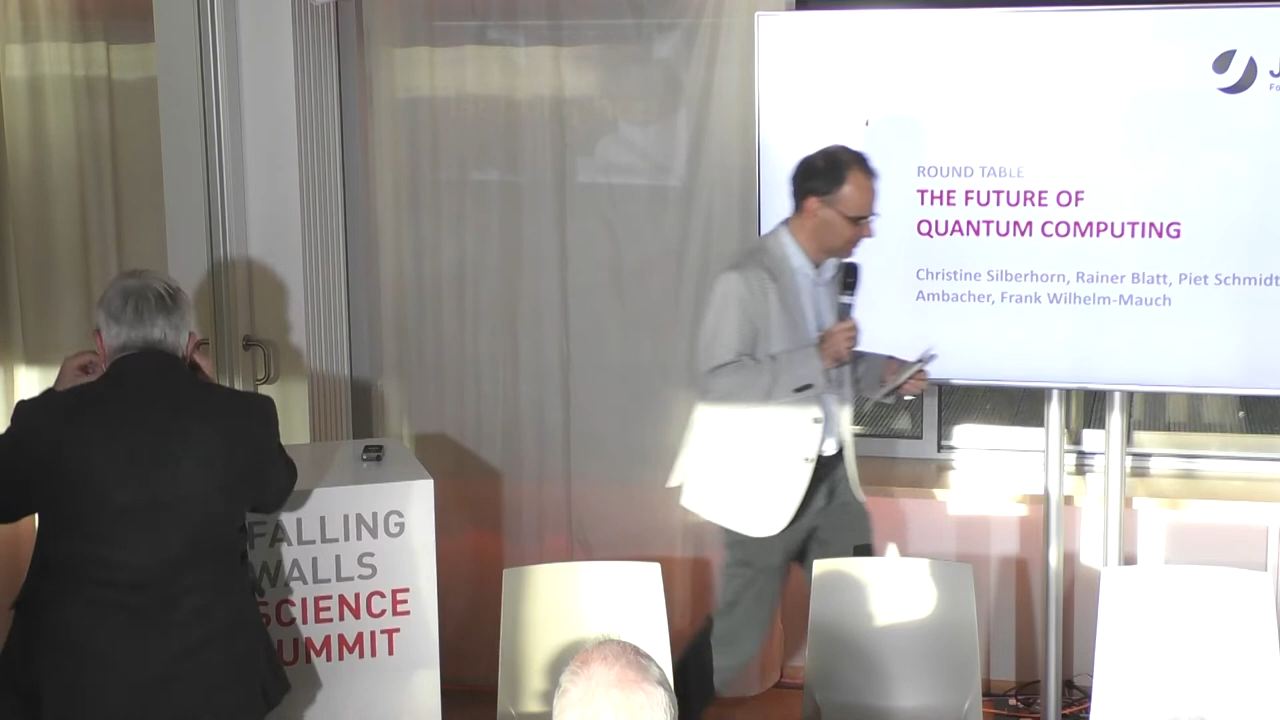 ROUND TABLE
THE FUTURE OF
QUANTUM COMPUTING
Christine Silberhorn, Rainer Blatt, Piet Schmidt
Ambacher, Frank Wilhelm-Mauch
FALLING
WALLS
SCIENCE
SUMMIT